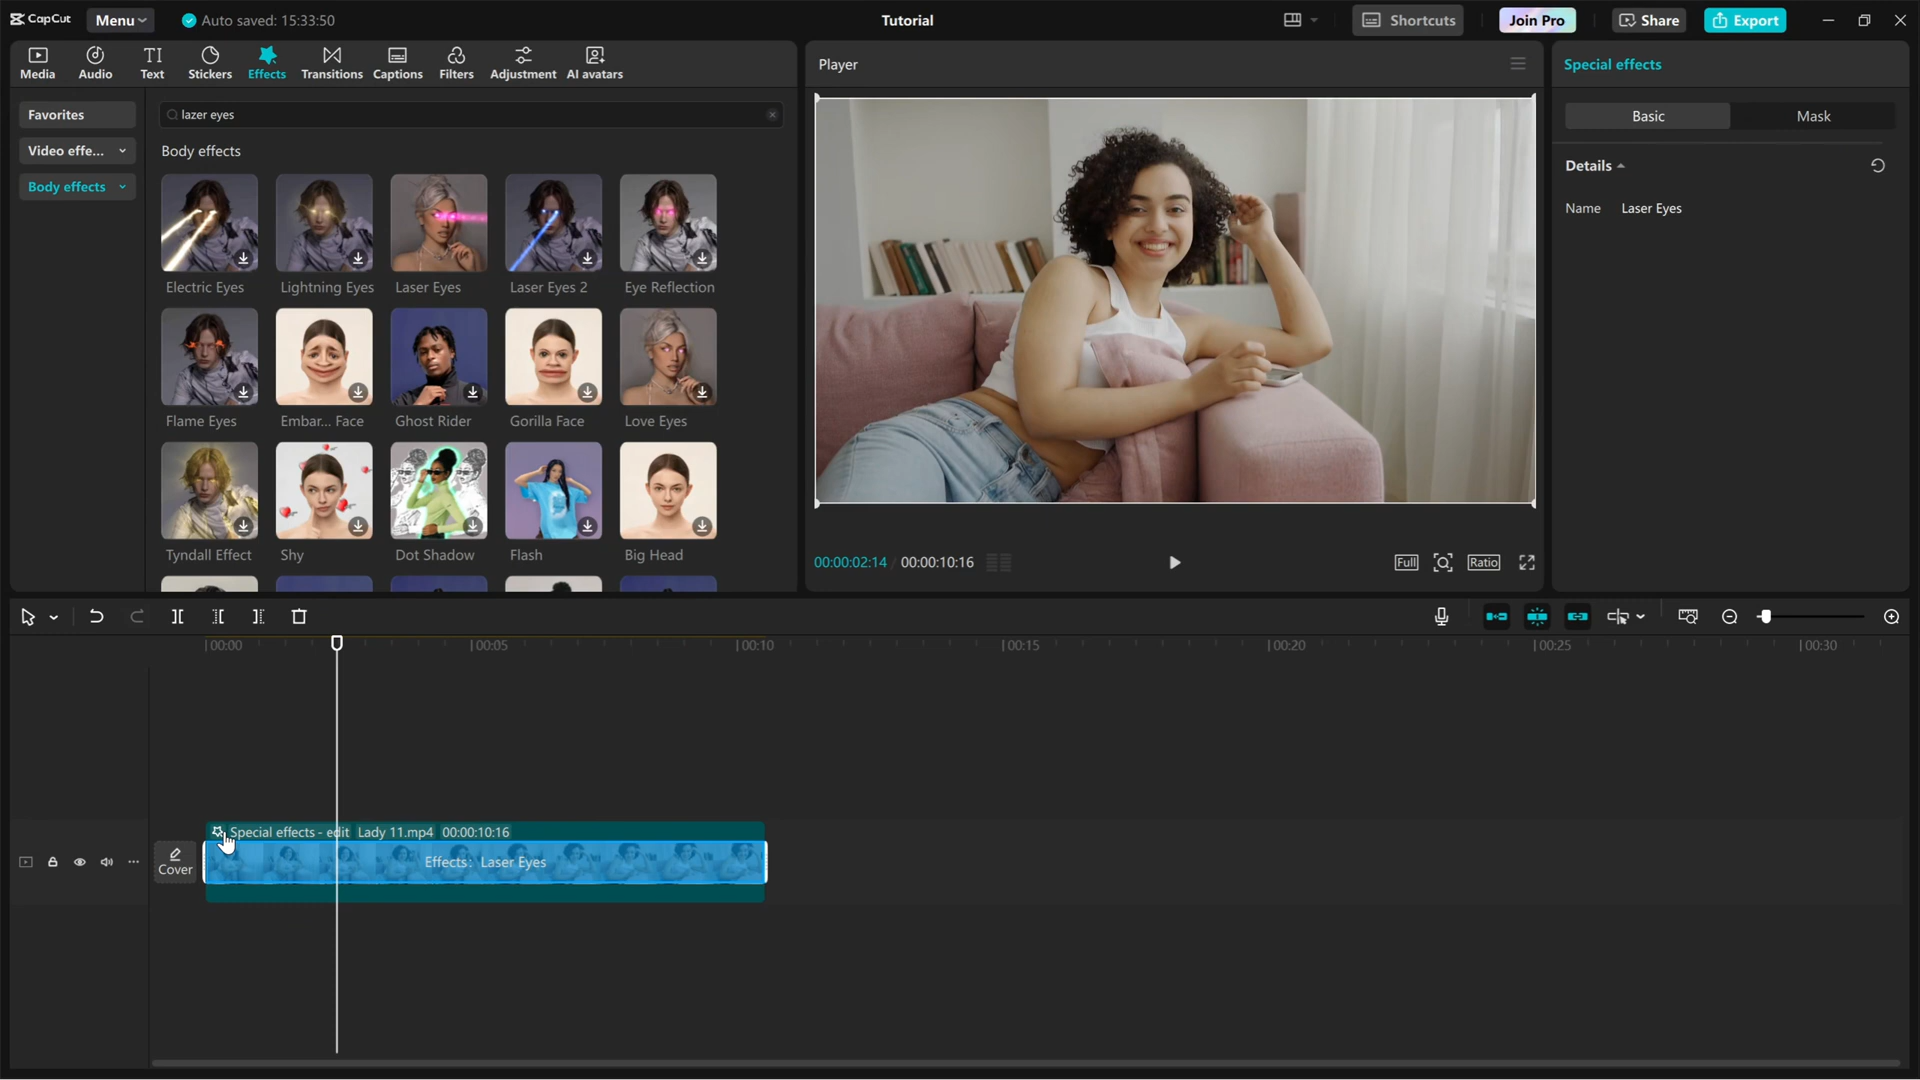 CapCut
Menu
Auto saved: 15:33:50
Tutorial
Shortcuts
Join Pro
Share
Export
Media
Audio
Text
Stickers
Effects
Transitions
Captions
Filters
Adjustment
AI avatars
Player
Special effects
Favorites
Video effe...
Body effects
lazer eyes
Body effects
Electric Eyes
Lightning Eyes
Laser Eyes
Laser Eyes 2
Eye Reflection
Flame Eyes
Embar... Face
Ghost Rider
Gorilla Face
Love Eyes
Tyndall Effect
Shy
Dot Shadow
Flash
Big Head
Basic
Mask
Details
Name Laser Eyes
00:00:02:14 / 00:00:10:16
Full
Ratio
00:00
00:05
00:10
00:15
00:20
00:25
00:30
Cover
Special effects - edit Lady 11.mp4 00:00:10:16
Effects: Laser Eyes